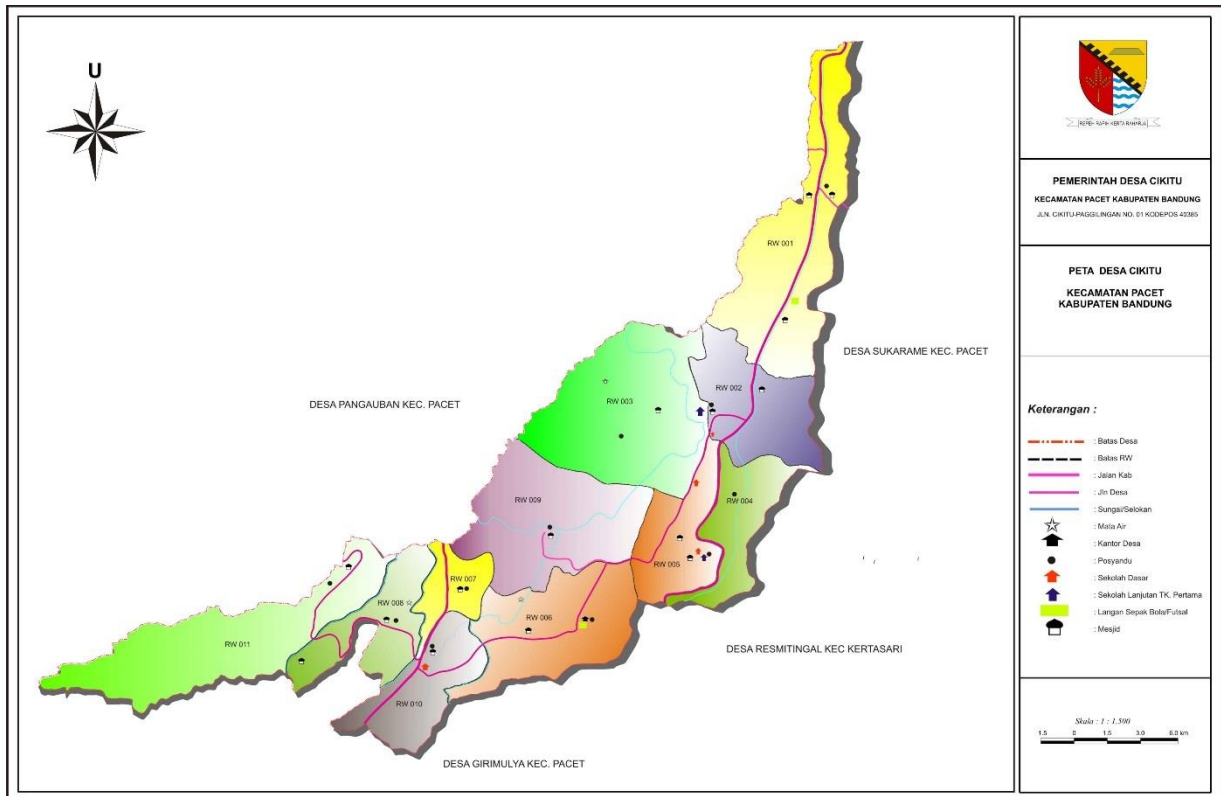 U
RW 001
DESA SUKARAME KEC. PACET
RW 002
RW 003
DESA PANGAUBAN KEC. PACET
RW 009
RW 004
RW 005
RW 007
RW 008
RW 006
RW 011
DESA RESMITINGAL KEC KERTASARI
RW 010
DESA GIRIMULYA KEC. PACET
REPEH RAPIH KERTA RAHARJA
PEMERINTAH DESA CIKITU
KECAMATAN PACET KABUPATEN BANDUNG
JLN. CIKITU-PAGGILINGAN NO. 01 KODEPOS 40385
PETA DESA CIKITU
KECAMATAN PACET
KABUPATEN BANDUNG
Keterangan :
: Batas Desa
: Batas RW
: Jalan Kab
: Jln Desa
: Sungai/Selokan
: Mata Air
: Kantor Desa
: Posyandu
: Sekolah Dasar
: Sekolah Lanjutan TK. Pertama
: Langan Sepak Bola/Futsal
: Mesjid
Skala : 1 : 1.500
1.5 0 1.5 3.0 6.0 km